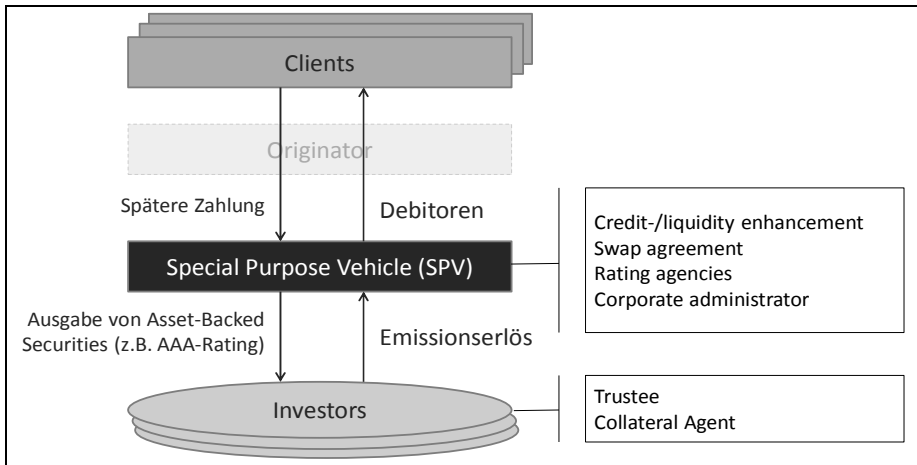 Clients
Originator
Spätere Zahlung
Debitoren
Special Purpose Vehicle (SPV)
Credit-/liquidity enhancement
Swap agreement
Rating agencies
Corporate administrator
Ausgabe von Asset-Backed
Securities (z.B. AAA-Rating)
Emissionserlös
Investors
Trustee
Collateral Agent